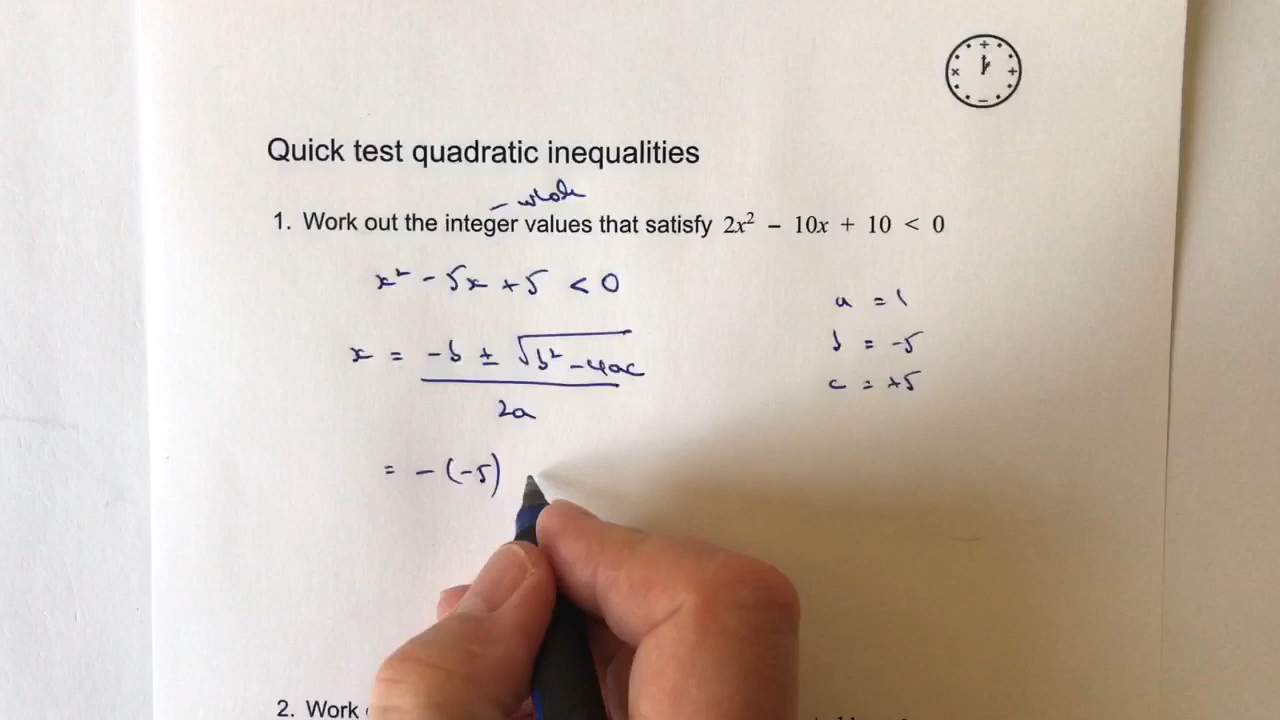 Quick test quadratic inequalities
– whole
1. Work out the integer values that satisfy 2x² − 10x + 10 < 0
x² − 5x + 5 < 0
a = 1
x = −b ± √b² − 4ac
b = −5
c = +5
2a
= −(−5)
2. Work